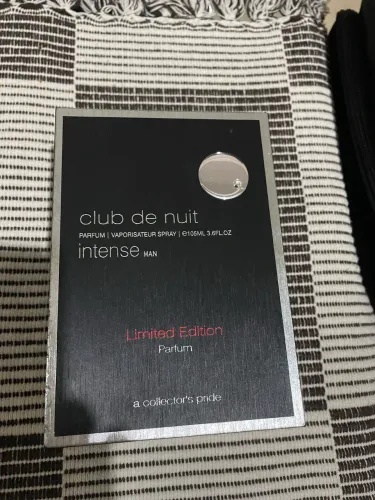 club de nuit
PARFUM | VAPORISATEUR SPRAY | ℮105ML 3.6FL.OZ
intense MAN
Limited Edition
Parfum
a collector's pride